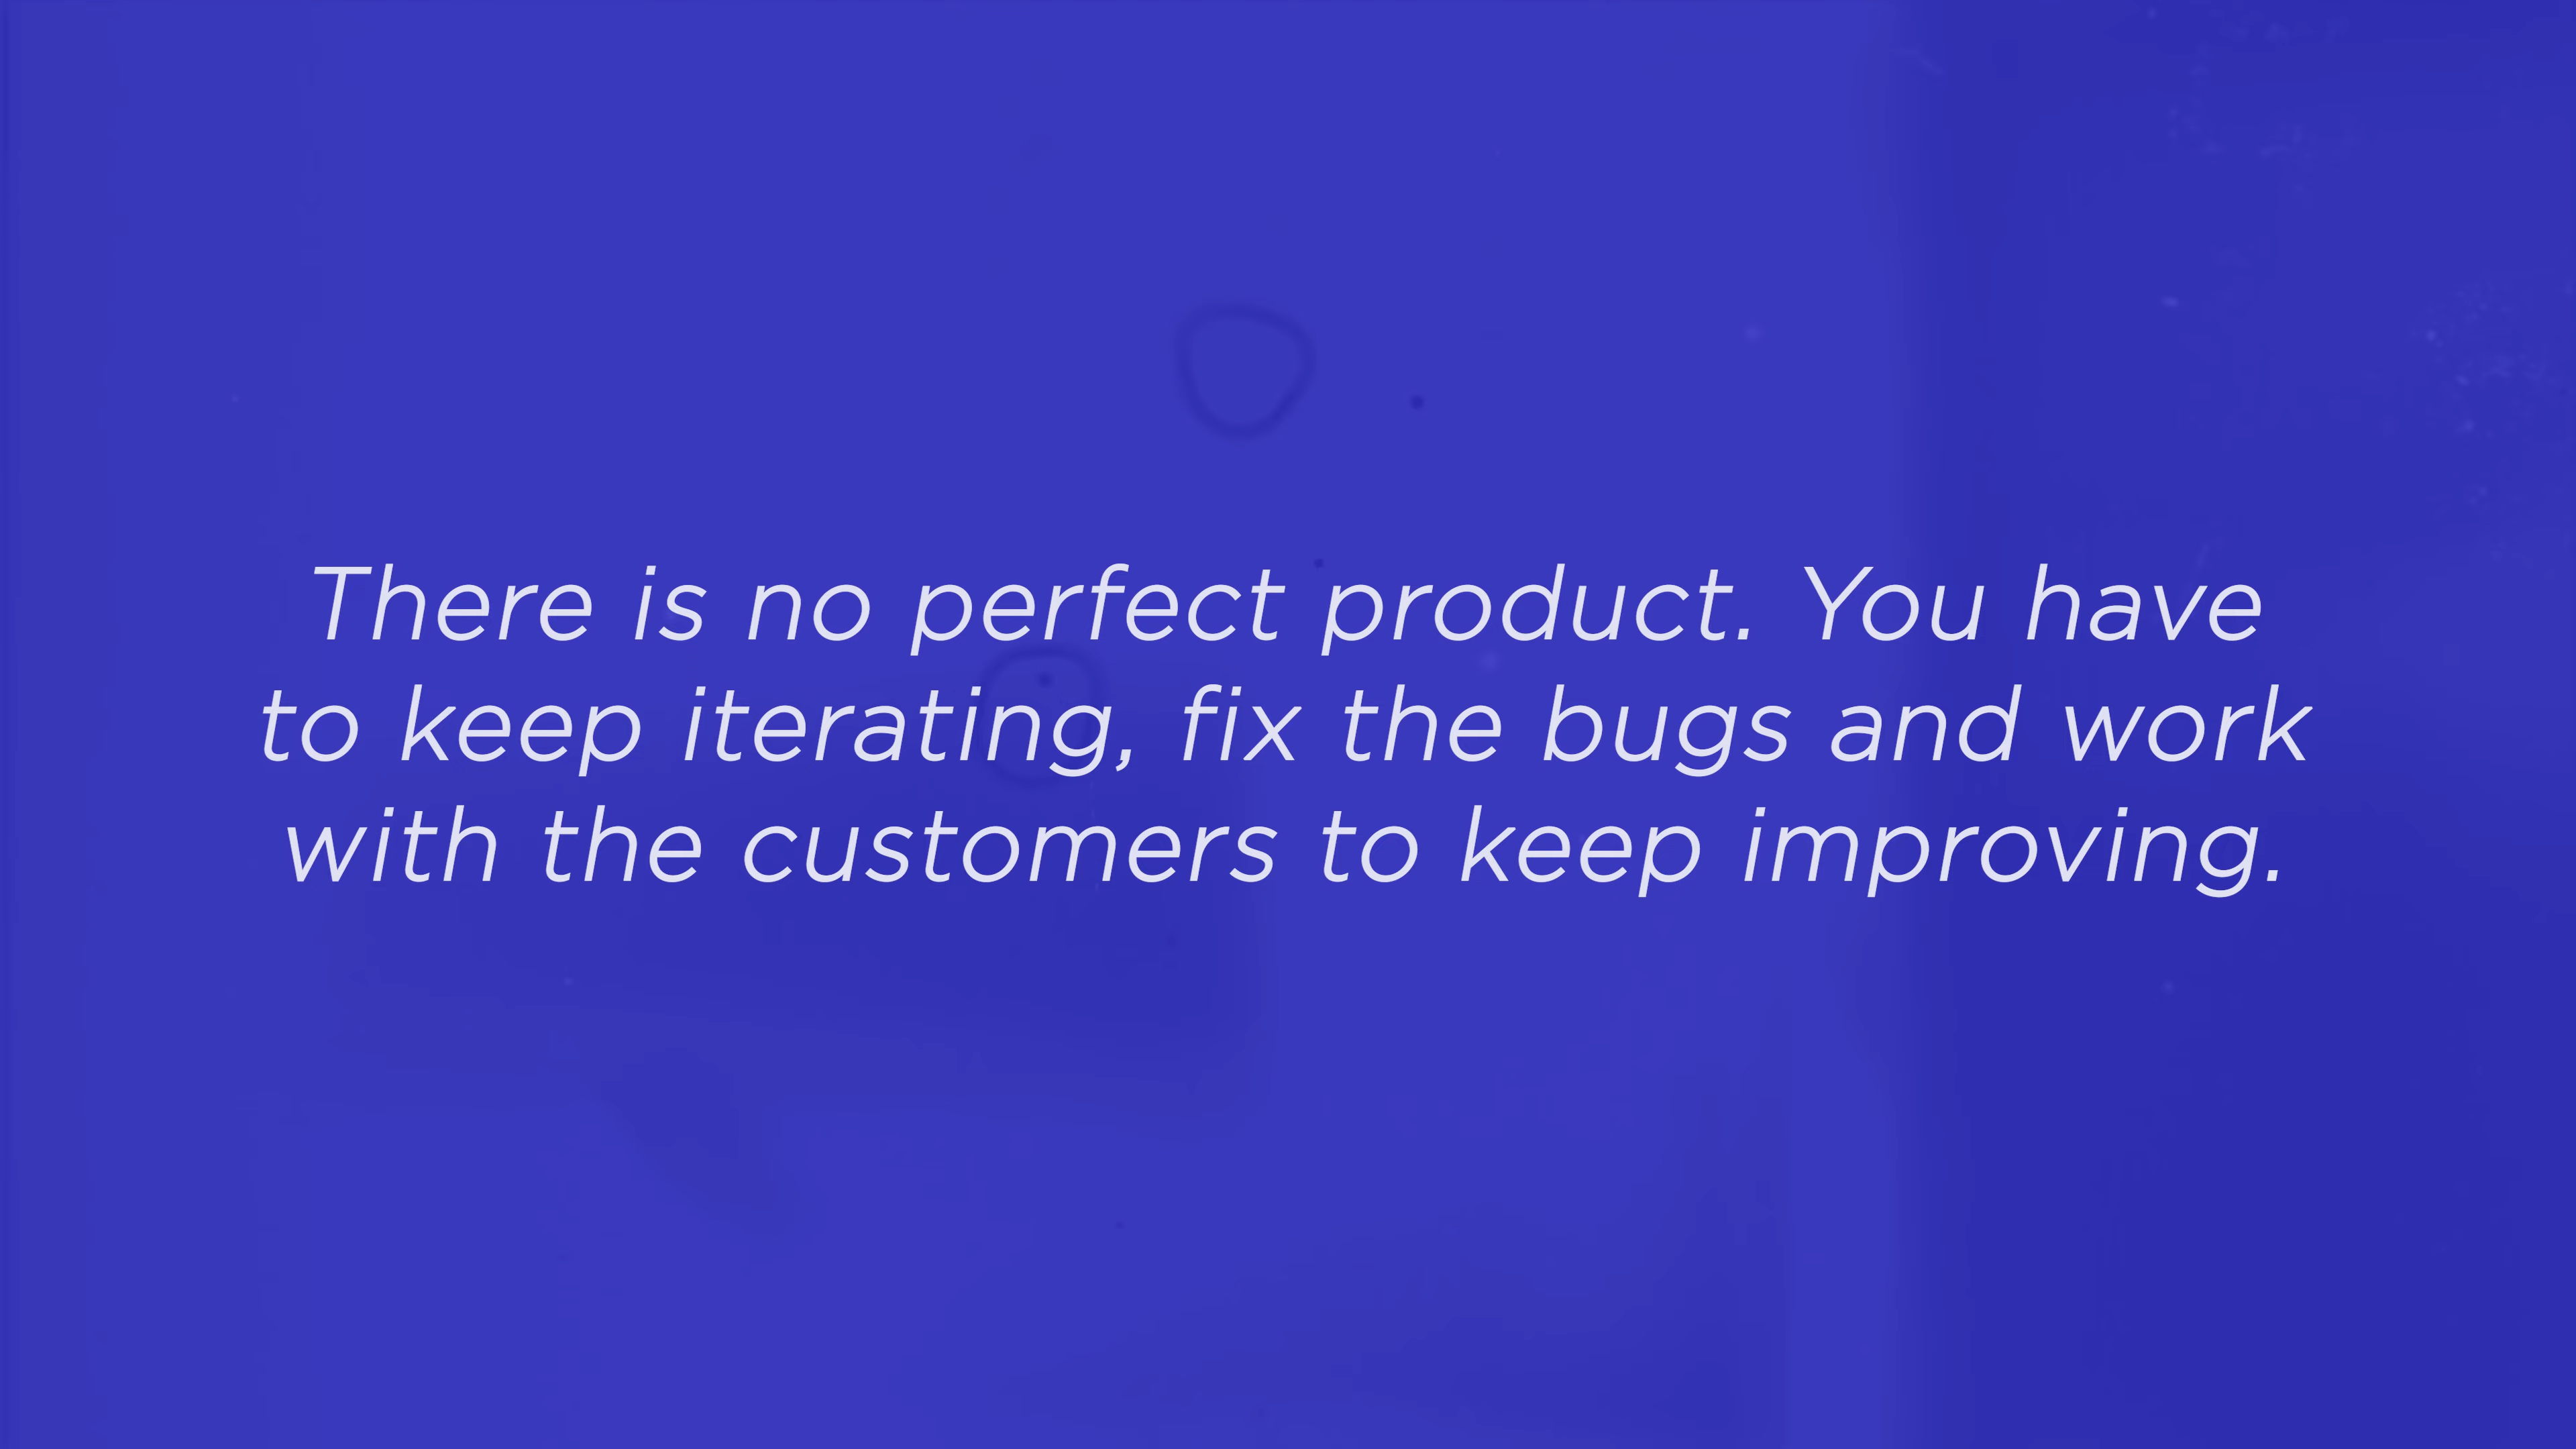 There is no perfect product. You have
to keep iterating, fix the bugs and work
with the customers to keep improving.